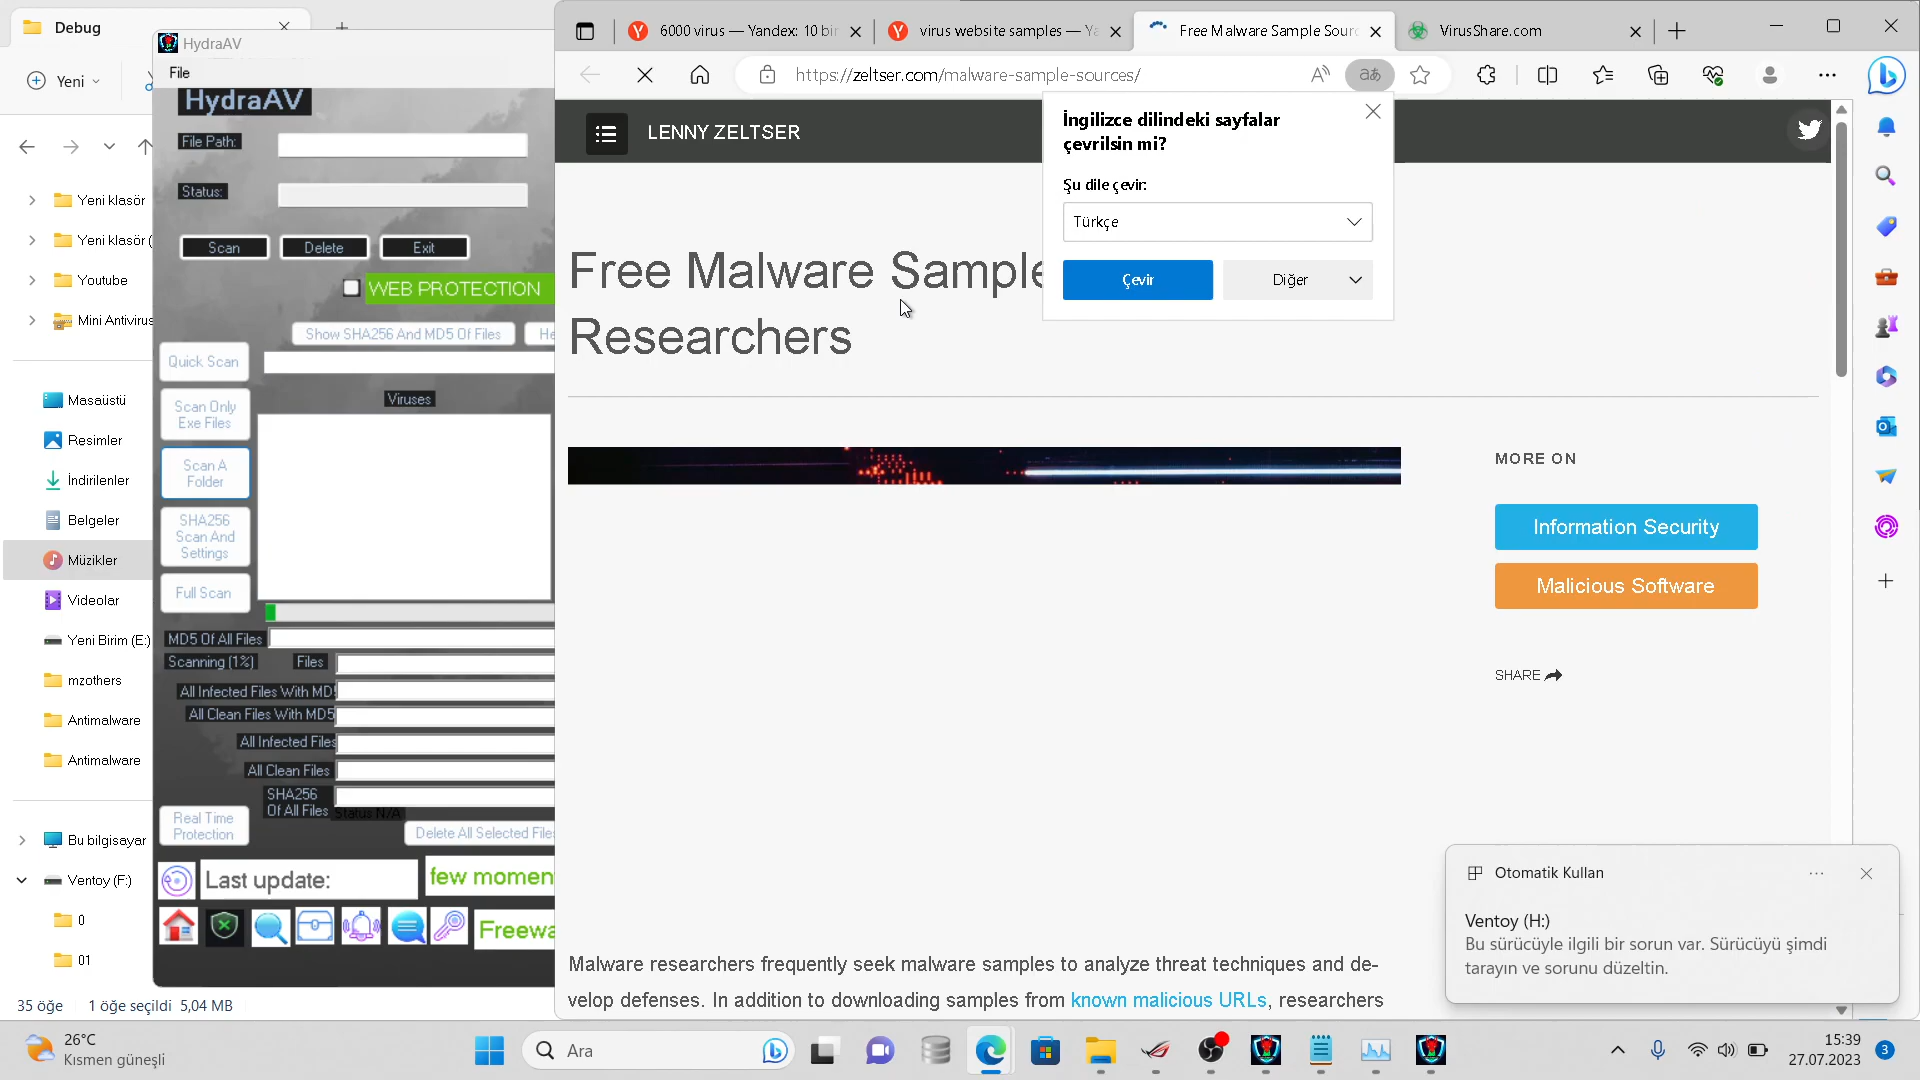 Debug
Yeni
Yeni klasör
Yeni klasör (
Youtube
Mini Antivirus
Masaüstü
Resimler
İndirilenler
Belgeler
Müzikler
Videolar
Yeni Birim (E:)
mzothers
Antimalware
Antimalware
Bu bilgisayar
Ventoy (F:)
0
01
35 öğe
1 öğe seçildi 5,04 MB
HydraAV
File
HydraAV
File Path:
Status:
Scan
Delete
Exit
WEB PROTECTION
Show SHA256 And MD5 Of Files
He
Quick Scan
Scan Only
Exe Files
Scan A
Folder
SHA256
Scan And
Settings
Full Scan
Viruses
MD5 Of All Files
Scanning (1%)
Files
All Infected Files With MD5
All Clean Files With MD5
All Infected Files
All Clean Files
SHA256
Of All Files
Status N/A
Real Time
Protection
Delete All Selected Files
Last update:
few momen
Freewa
6000 virus — Yandex: 10 bin
virus website samples — Ya
Free Malware Sample Sourc
VirusShare.com
https://zeltser.com/malware-sample-sources/
LENNY ZELTSER
İngilizce dilindeki sayfalar
çevrilsin mi?
Şu dile çevir:
Türkçe
Çevir
Diğer
Free Malware Sample
Researchers
MORE ON
Information Security
Malicious Software
SHARE
Malware researchers frequently seek malware samples to analyze threat techniques and de-
velop defenses. In addition to downloading samples from known malicious URLs, researchers
Otomatik Kullan
Ventoy (H:)
Bu sürücüyle ilgili bir sorun var. Sürücüyü şimdi
tarayın ve sorunu düzeltin.
26°C
Kısmen güneşli
Ara
15:39
27.07.2023
3